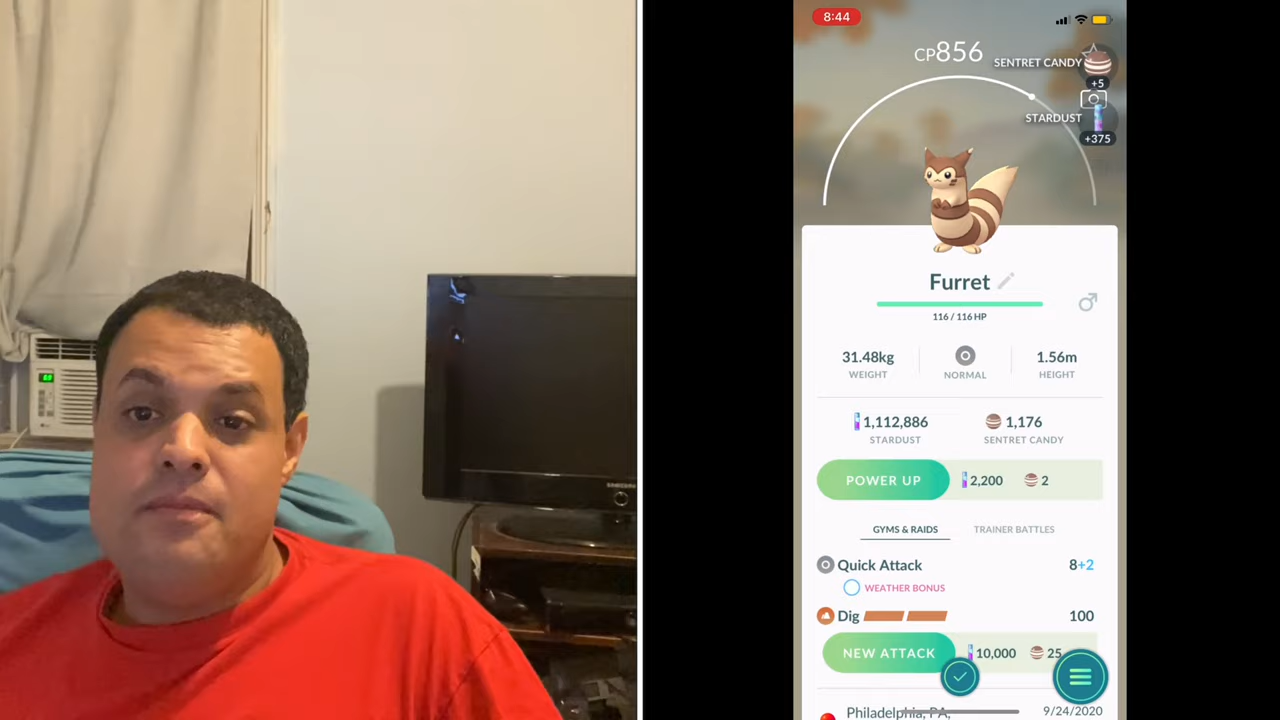 8:44
CP856
SENTRET CANDY
+5
STARDUST
+375
Furret
116 / 116 HP
31.48kg
WEIGHT
NORMAL
1.56m
HEIGHT
1,112,886
STARDUST
1,176
SENTRET CANDY
POWER UP 2,200 2
GYMS & RAIDS TRAINER BATTLES
Quick Attack 8+2
WEATHER BONUS
Dig 100
NEW ATTACK 10,000 25
Philadelphia, PA,
9/24/2020
SAMSUNG